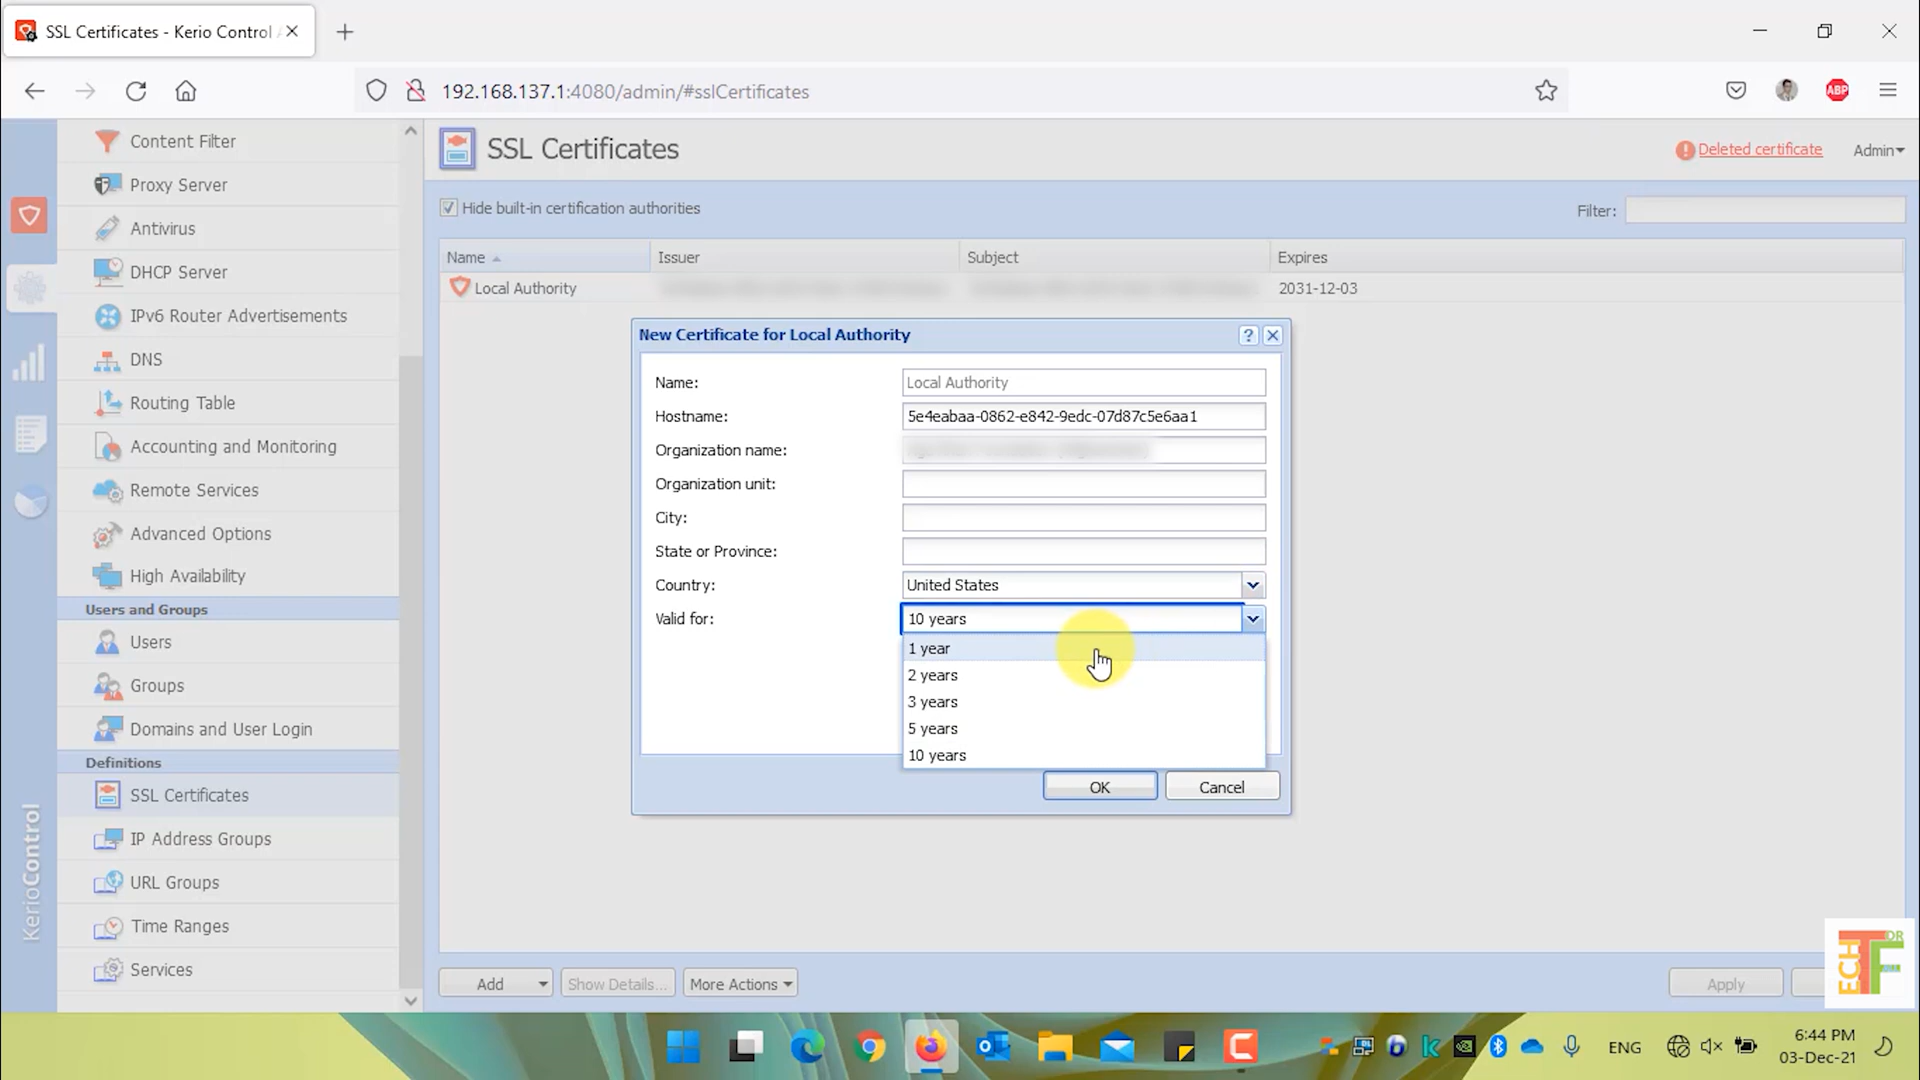 SSL Certificates - Kerio Control
192.168.137.1:4080/admin/#sslCertificates
ABP
Content Filter
Proxy Server
Antivirus
DHCP Server
IPv6 Router Advertisements
DNS
Routing Table
Accounting and Monitoring
Remote Services
Advanced Options
High Availability
Users and Groups
Users
Groups
Domains and User Login
Definitions
SSL Certificates
IP Address Groups
URL Groups
Time Ranges
Services
KerioControl
SSL Certificates
Deleted certificate
Admin
Hide built-in certification authorities
Filter:
Name Issuer Subject Expires
Local Authority 2031-12-03
New Certificate for Local Authority
Name: Local Authority
Hostname: 5e4eabaa-0862-e842-9edc-07d87c5e6aa1
Organization name:
Organization unit:
City:
State or Province:
Country: United States
Valid for: 10 years
1 year
2 years
3 years
5 years
10 years
OK Cancel
Add Show Details... More Actions Apply
TECH FOR ALL
ENG
6:44 PM
03-Dec-21